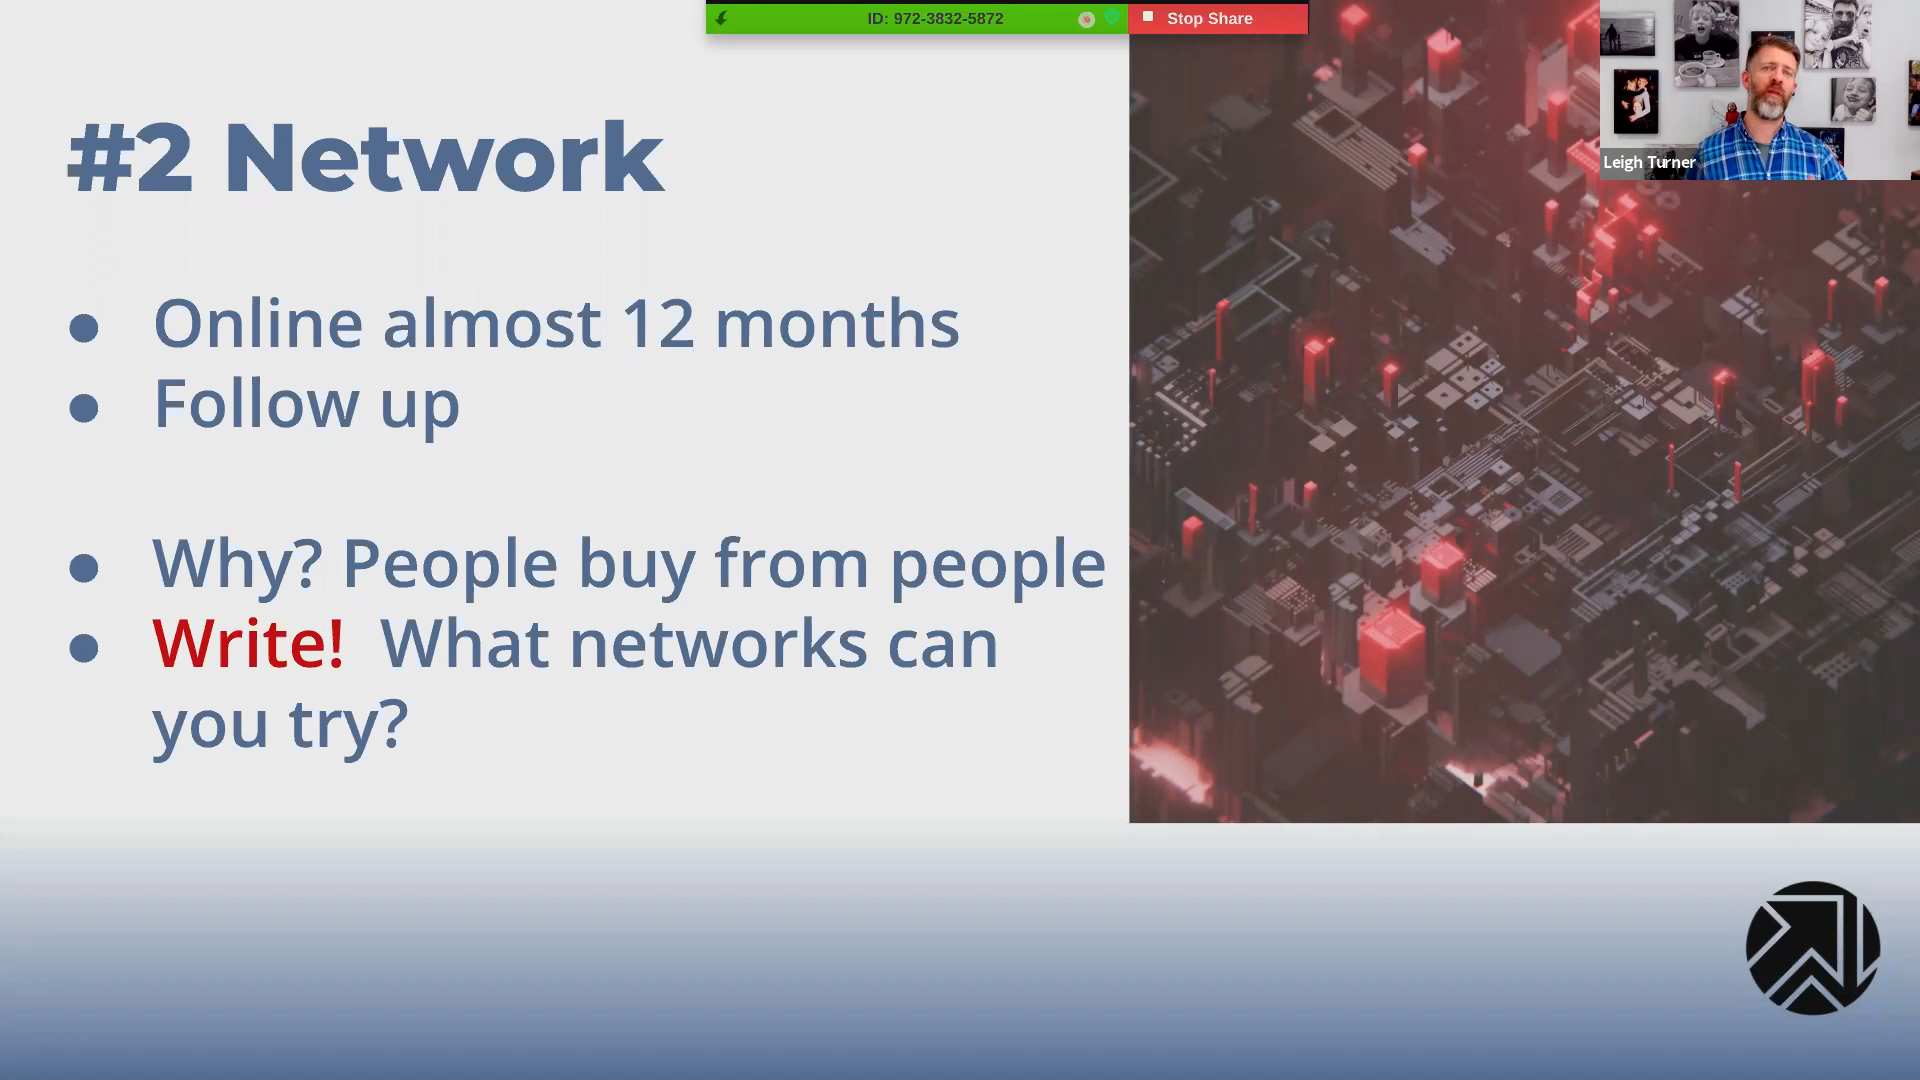 ID: 972-3832-5872
Stop Share
Leigh Turner
#2 Network
● Online almost 12 months
● Follow up
● Why? People buy from people
● Write! What networks can
you try?